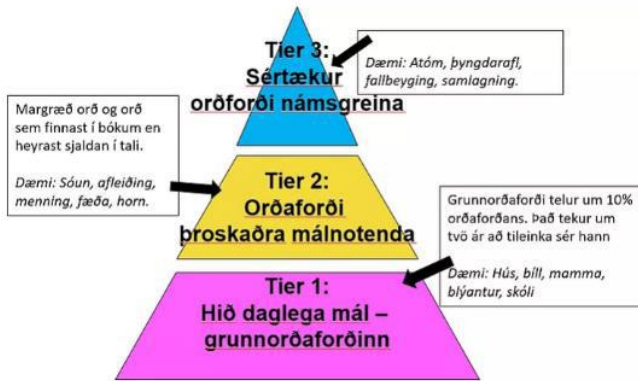 Tier 3:
Sértækur
orðforði námsgreina
Dæmi: Atóm, þyngdarafl,
fallbeyging, samlagning.
Margræð orð og orð
sem finnast í bókum en
heyrast sjaldan í tali.
Dæmi: Sóun, afleiðing,
menning, fæða, horn.
Tier 2:
Orðaforði
þroskaðra málnotenda
Grunnorðaforði telur um 10%
orðaforðans. Það tekur um
tvö ár að tileinka sér hann
Dæmi: Hús, bíll, mamma,
blýantur, skóli
Tier 1:
Hið daglega mál –
grunnorðaforðinn